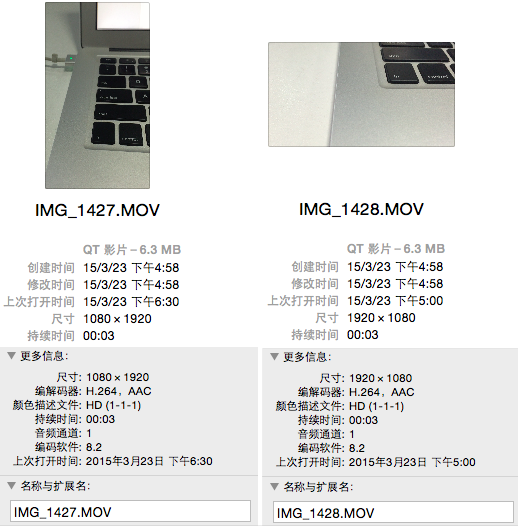 IMG_1427.MOV
QT 影片 – 6.3 MB
创建时间 15/3/23 下午4:58
修改时间 15/3/23 下午4:58
上次打开时间 15/3/23 下午6:30
尺寸 1080 × 1920
持续时间 00:03
▼ 更多信息:
尺寸: 1080 × 1920
编解码器: H.264，AAC
颜色描述文件: HD (1-1-1)
持续时间: 00:03
音频通道: 1
编码软件: 8.2
上次打开时间: 2015年3月23日 下午6:30
▼ 名称与扩展名:
IMG_1427.MOV
IMG_1428.MOV
QT 影片 – 6.3 MB
创建时间 15/3/23 下午4:58
修改时间 15/3/23 下午4:58
上次打开时间 15/3/23 下午5:00
尺寸 1920 × 1080
持续时间 00:03
▼ 更多信息:
尺寸: 1920 × 1080
编解码器: H.264，AAC
颜色描述文件: HD (1-1-1)
持续时间: 00:03
音频通道: 1
编码软件: 8.2
上次打开时间: 2015年3月23日 下午5:00
▼ 名称与扩展名:
IMG_1428.MOV